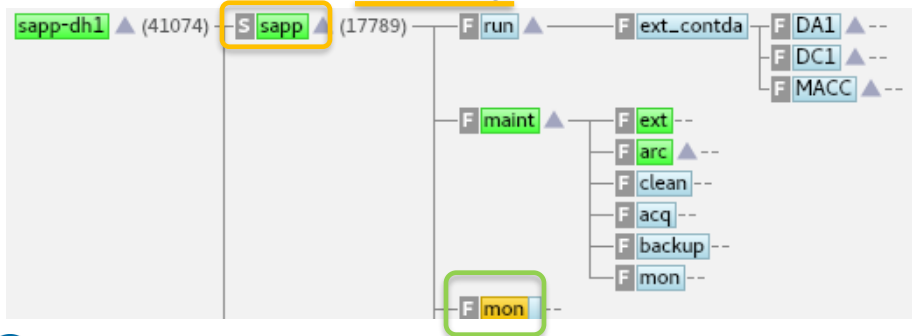 sapp-dh1 (41074) S sapp (17789) F run F ext_contda F DA1 --
F DC1 --
F MACC --
F maint F ext --
F arc --
F clean --
F acq --
F backup --
F mon --
F mon --